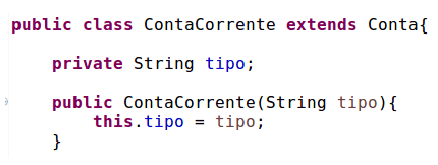 public class ContaCorrente extends Conta{
private String tipo;
public ContaCorrente(String tipo){
this.tipo = tipo;
}